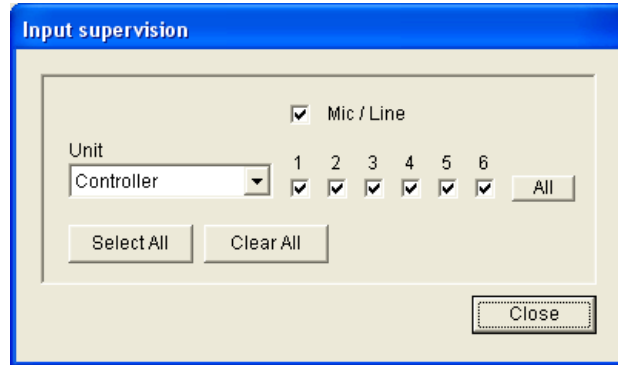 Input supervision
Mic / Line
Unit
1 2 3 4 5 6
Controller
All
Select All
Clear All
Close